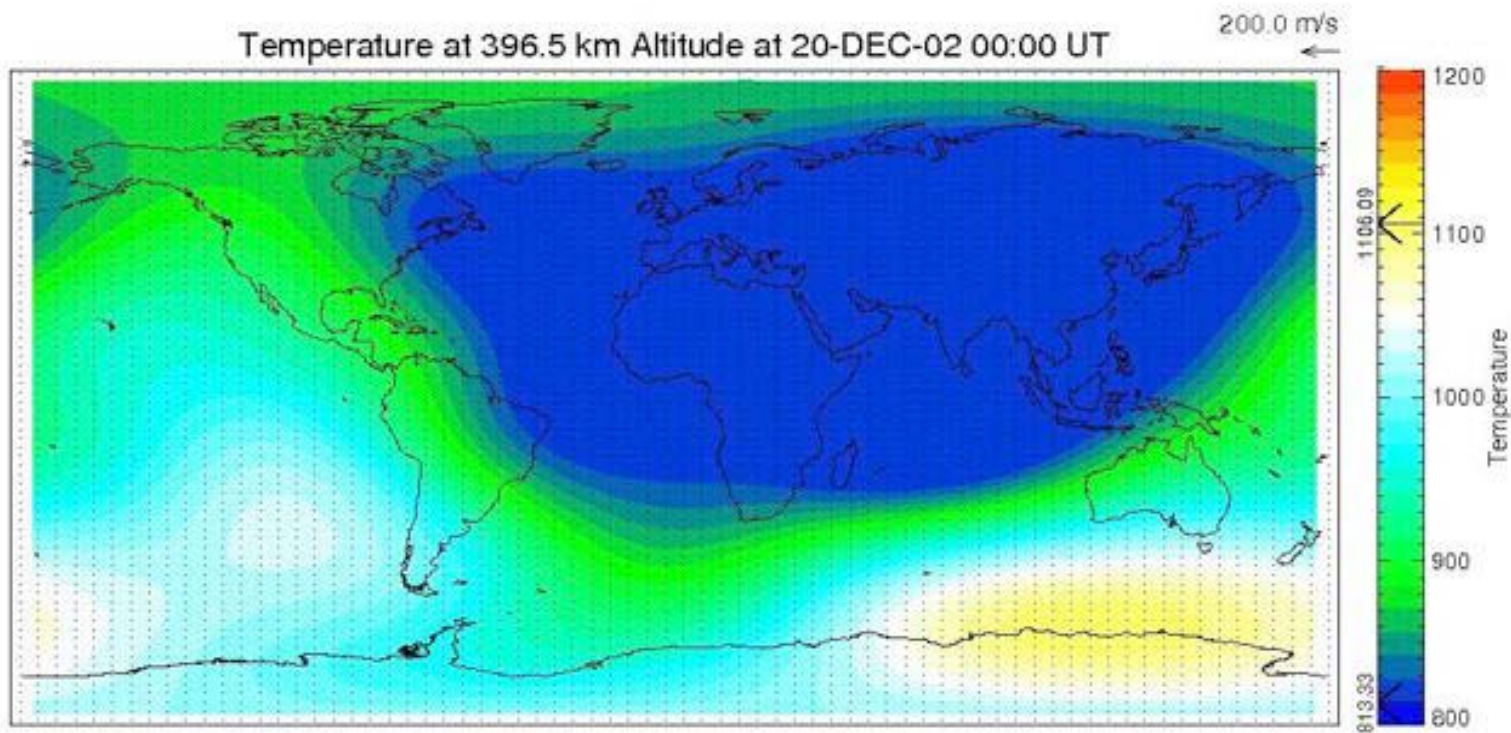 200.0 m/s
Temperature at 396.5 km Altitude at 20-DEC-02 00:00 UT
1200
1106.09
1100
1000
Temperature
900
813.33
800